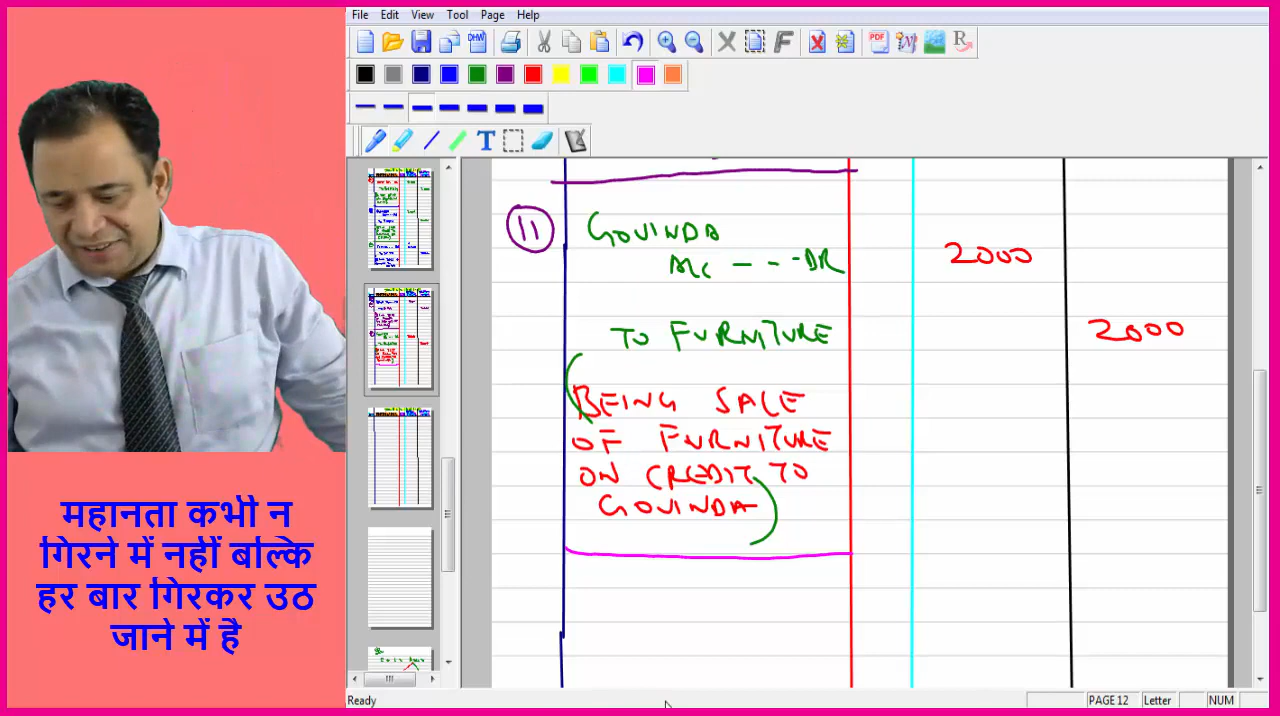 File Edit View Tool Page Help
11 GOVINDA
A/c - - - DR 2000
TO FURNITURE 2000
(BEING SALE
OF FURNITURE
ON CREDIT TO
GOVINDA)
महानता कभी न
गिरने में नहीं बल्कि
हर बार गिरकर उठ
जाने में है
Ready PAGE 12 Letter NUM